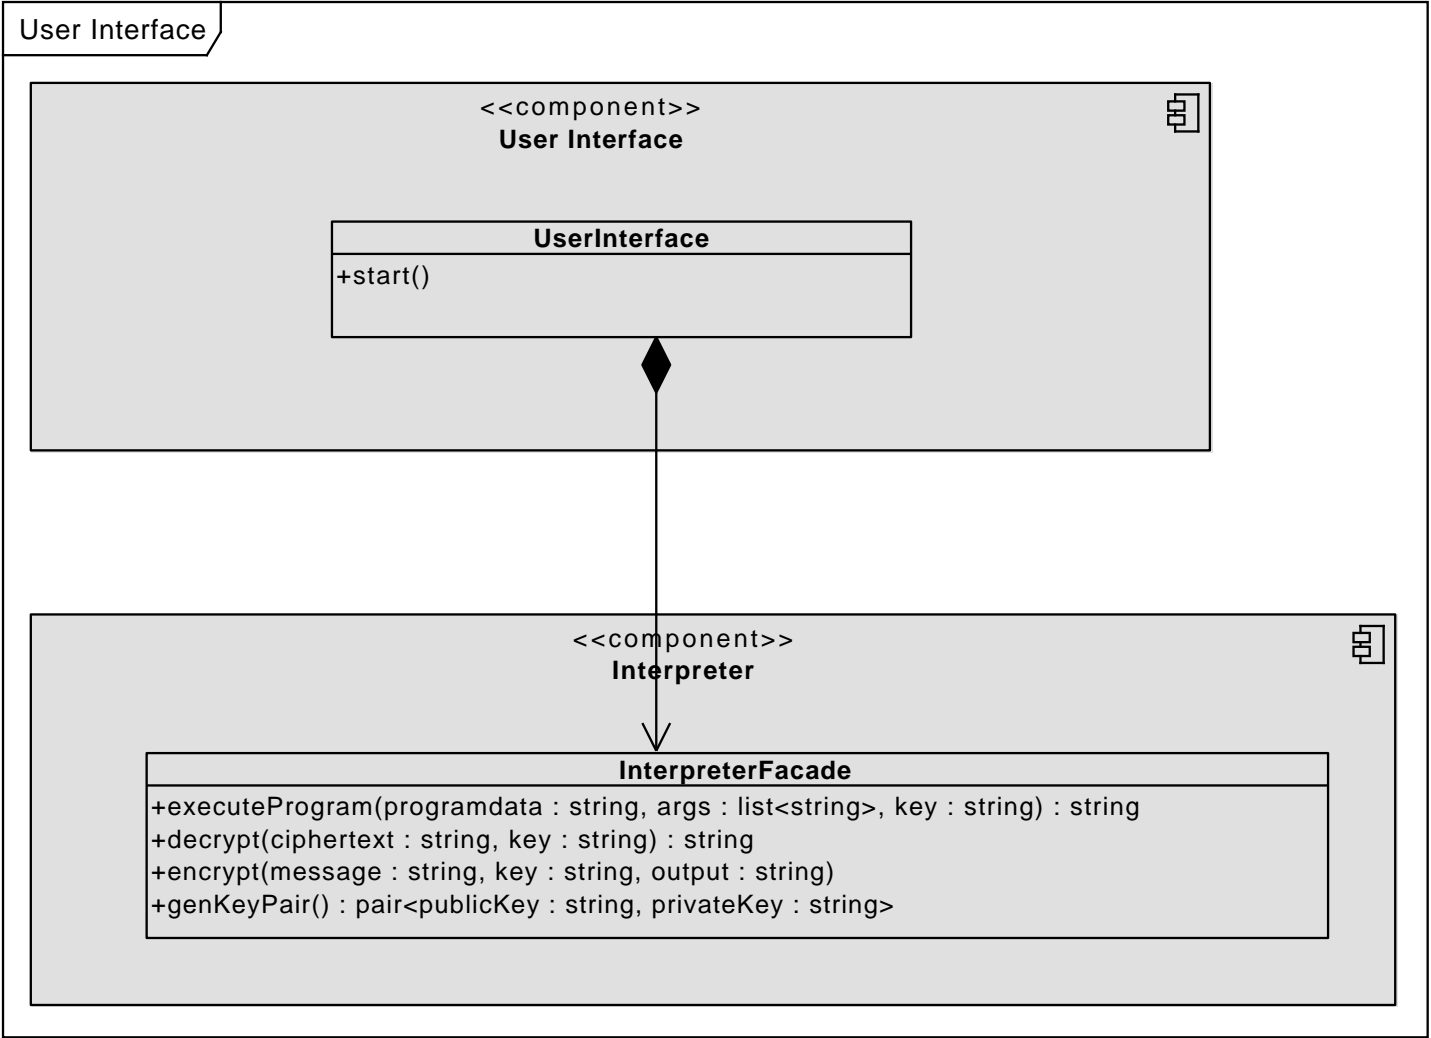 User Interface
<<component>>
User Interface
UserInterface
+start()
<<component>>
Interpreter
InterpreterFacade
+executeProgram(programdata : string, args : list<string>, key : string) : string
+decrypt(ciphertext : string, key : string) : string
+encrypt(message : string, key : string, output : string)
+genKeyPair() : pair<publicKey : string, privateKey : string>